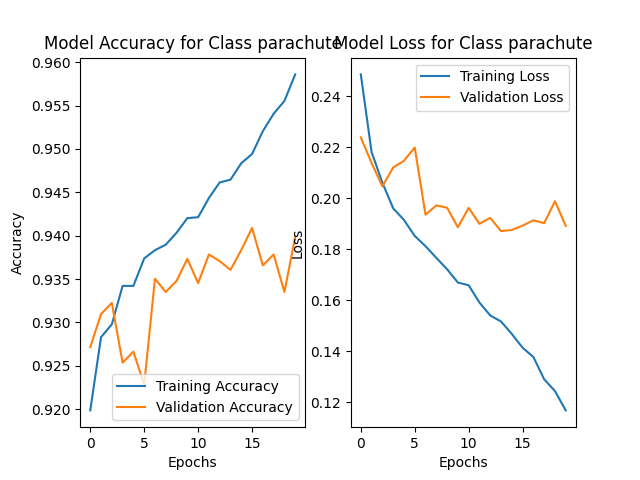 Model Accuracy for Class parachute
0.960
0.955
0.950
0.945
0.940
0.935
0.930
0.925
0.920
Accuracy
Training Accuracy
Validation Accuracy
0 5 10 15
Epochs
Model Loss for Class parachute
Training Loss
Validation Loss
0.24
0.22
0.20
0.18
0.16
0.14
0.12
Loss
0 5 10 15
Epochs